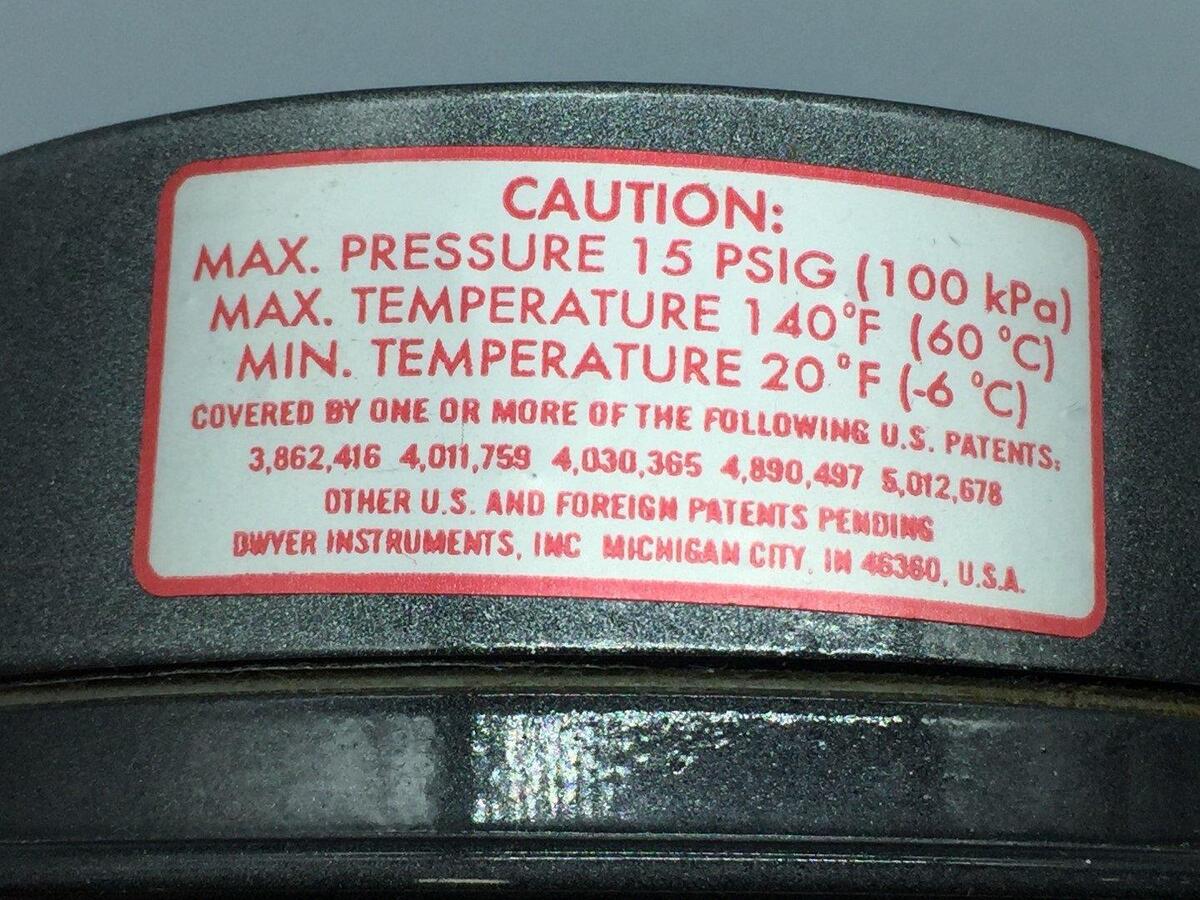 CAUTION:
MAX. PRESSURE 15 PSIG (100 kPa)
MAX. TEMPERATURE 140°F (60 °C)
MIN. TEMPERATURE 20 °F (-6 °C)
COVERED BY ONE OR MORE OF THE FOLLOWING U.S. PATENTS:
3,862,416 4,011,759 4,030,365 4,890,497 5,012,678
OTHER U.S. AND FOREIGN PATENTS PENDING
DWYER INSTRUMENTS, INC MICHIGAN CITY, IN 46360, U.S.A.